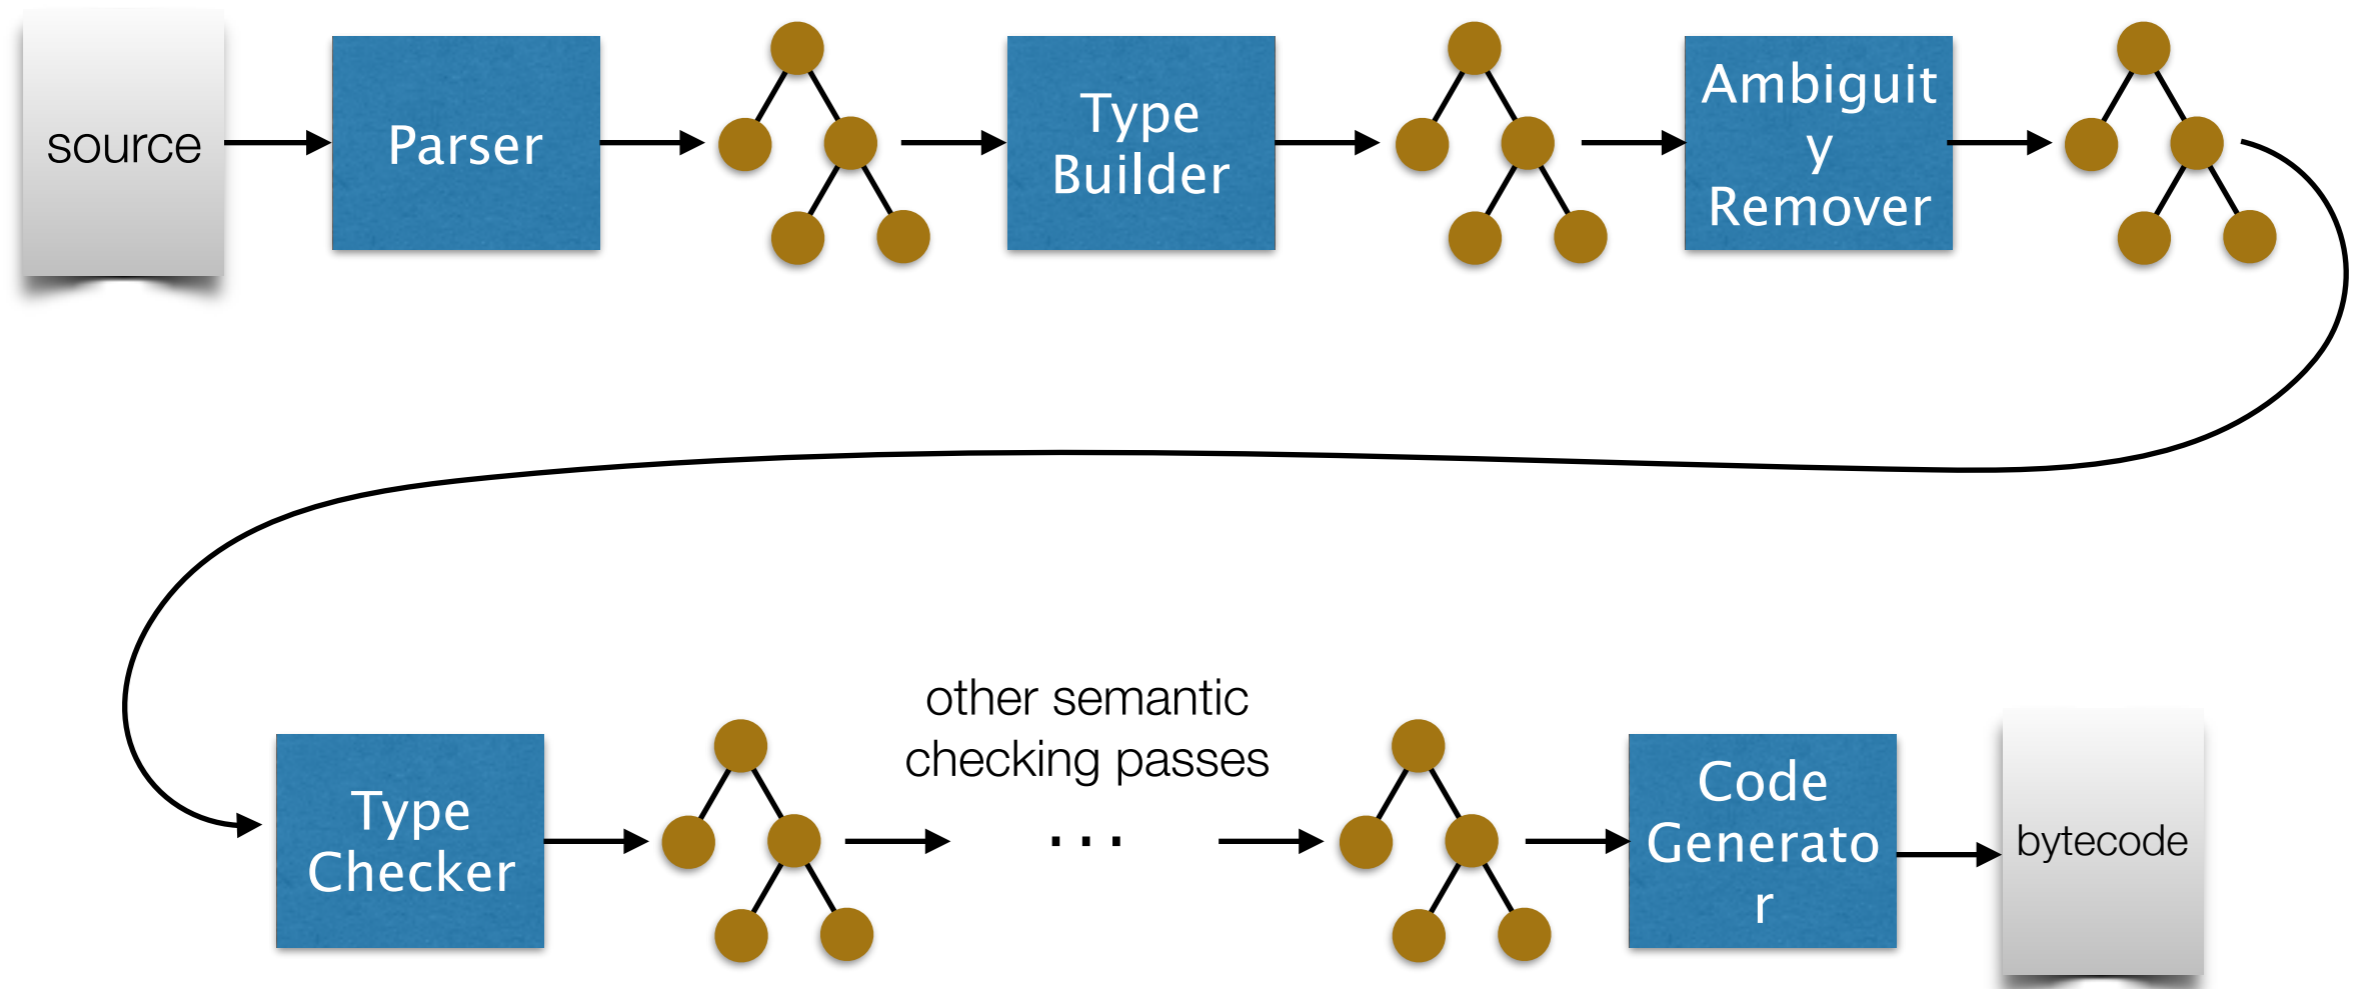 source
Parser
Type
Builder
Ambiguit
y
Remover
Type
Checker
other semantic
checking passes
...
Code
Generato
r
bytecode